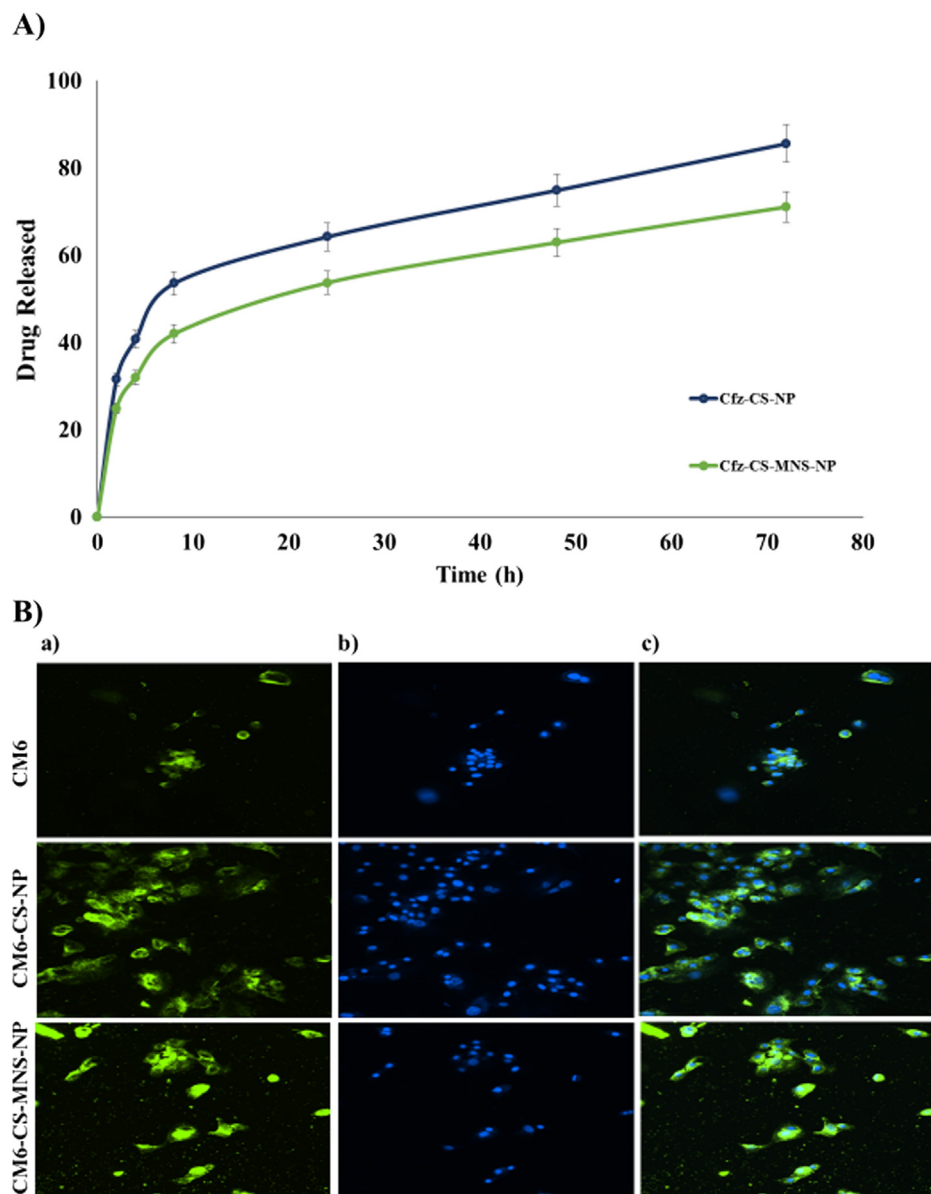 A)
100
80
60
40
20
0
Drug Released
0 10 20 30 40 50 60 70 80
Time (h)
Cfz-CS-NP
Cfz-CS-MNS-NP
B)
a) b) c)
CM6
CM6-CS-NP
CM6-CS-MNS-NP